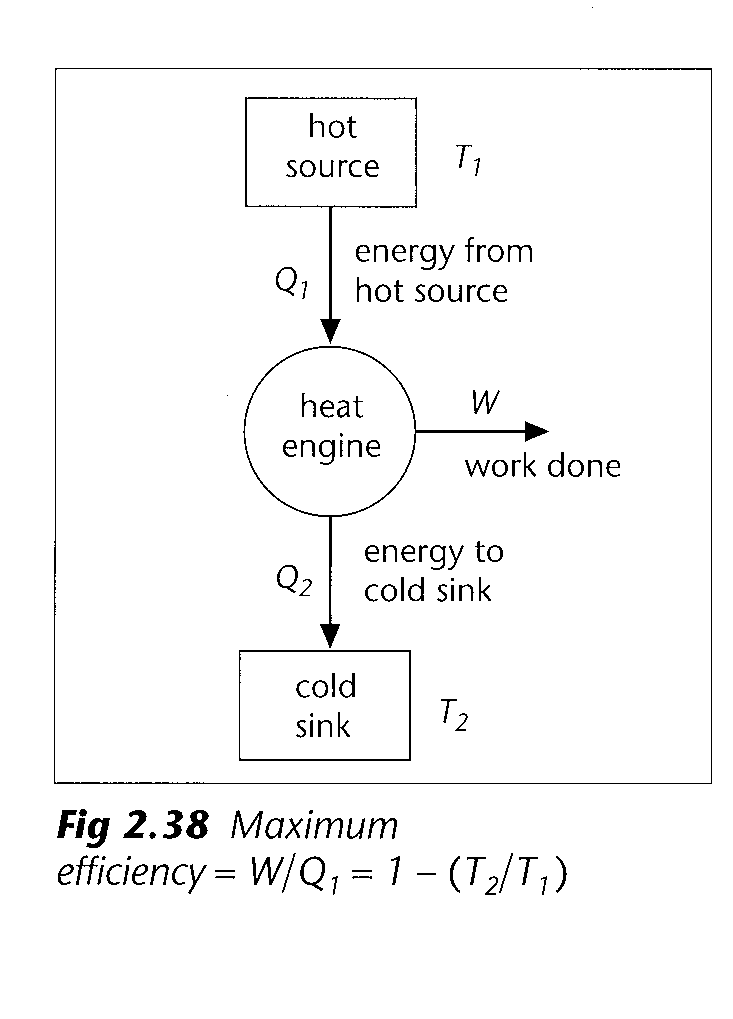 hot
source
T₁
Q₁
energy from
hot source
heat
engine
W
work done
Q₂
energy to
cold sink
cold
sink
T₂
Fig 2.38 Maximum
efficiency = W/Q₁ = 1 – (T₂/T₁)